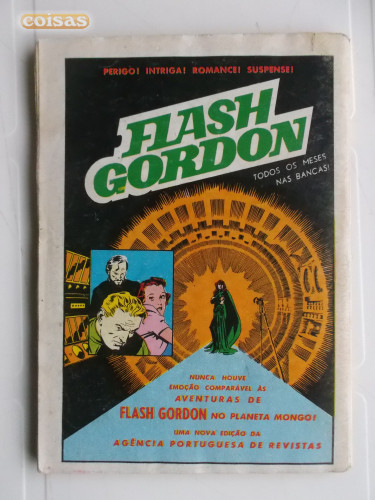 coisas
PERIGO! INTRIGA! ROMANCE! SUSPENSE!
FLASH
GORDON
TODOS OS MESES
NAS BANCAS!
NUNCA HOUVE
EMOÇÃO COMPARÁVEL ÀS
AVENTURAS DE
FLASH GORDON NO PLANETA MONGO!
UMA NOVA EDIÇÃO DA
AGÊNCIA PORTUGUESA DE REVISTAS